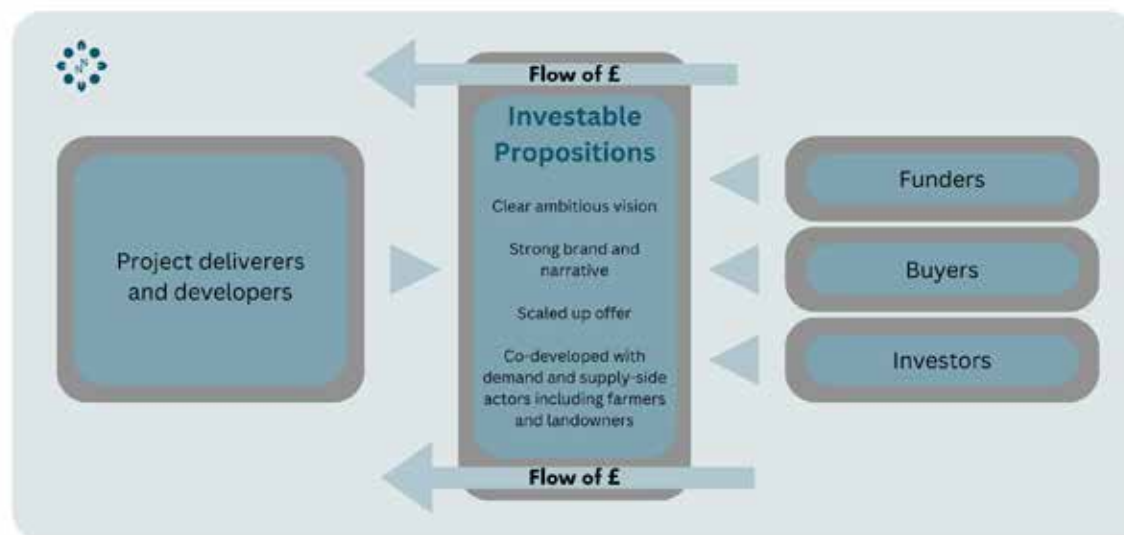 Flow of £
Investable
Propositions
Clear ambitious vision
Strong brand and
narrative
Scaled up offer
Co-developed with
demand and supply-side
actors including farmers
and landowners
Project deliverers
and developers
Funders
Buyers
Investors
Flow of £